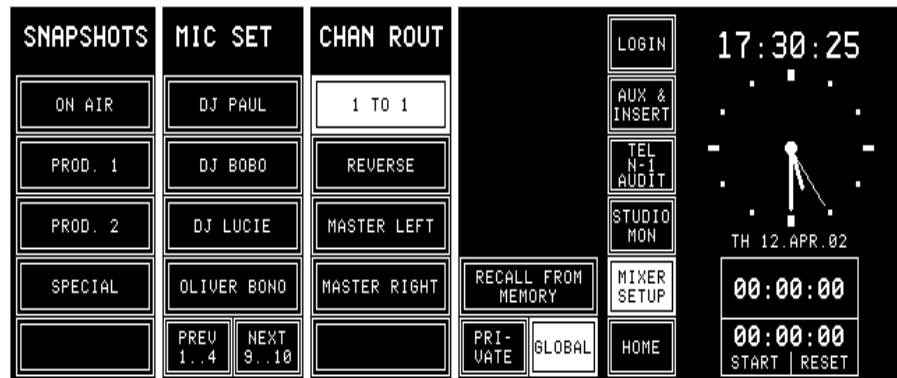 SNAPSHOTS
ON AIR
PROD. 1
PROD. 2
SPECIAL
MIC SET
DJ PAUL
DJ BOBO
DJ LUCIE
OLIVER BONO
PREV
1..4
NEXT
9..10
CHAN ROUT
1 TO 1
REVERSE
MASTER LEFT
MASTER RIGHT
RECALL FROM
MEMORY
PRI-
VATE
GLOBAL
LOGIN
AUX &
INSERT
TEL
N-1
AUDIT
STUDIO
MON
MIXER
SETUP
HOME
17:30:25
TH 12.APR.02
00:00:00
00:00:00
START | RESET